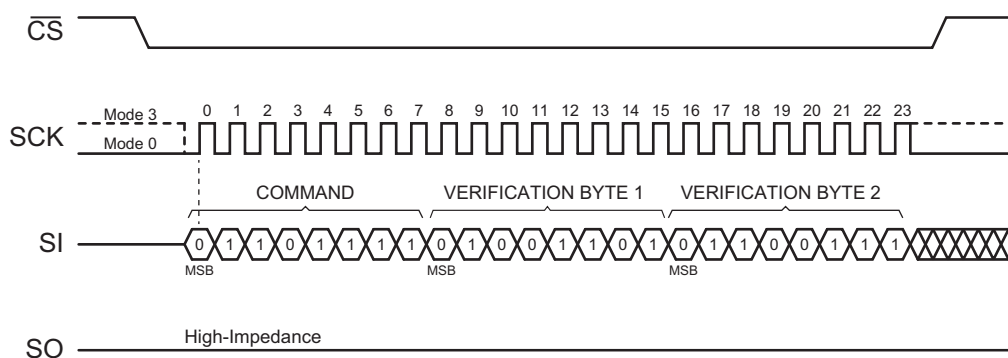 CS
Mode 3
0 1 2 3 4 5 6 7 8 9 10 11 12 13 14 15 16 17 18 19 20 21 22 23
SCK
Mode 0
COMMAND VERIFICATION BYTE 1 VERIFICATION BYTE 2
SI 0 1 1 0 1 1 1 1 0 1 0 0 1 1 0 1 0 1 1 0 0 1 1 1
MSB MSB MSB
High-Impedance
SO